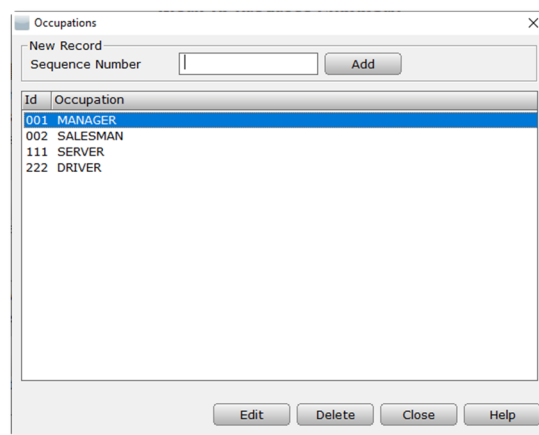 Occupations
New Record
Sequence Number Add
Id Occupation
001 MANAGER
002 SALESMAN
111 SERVER
222 DRIVER
Edit Delete Close Help